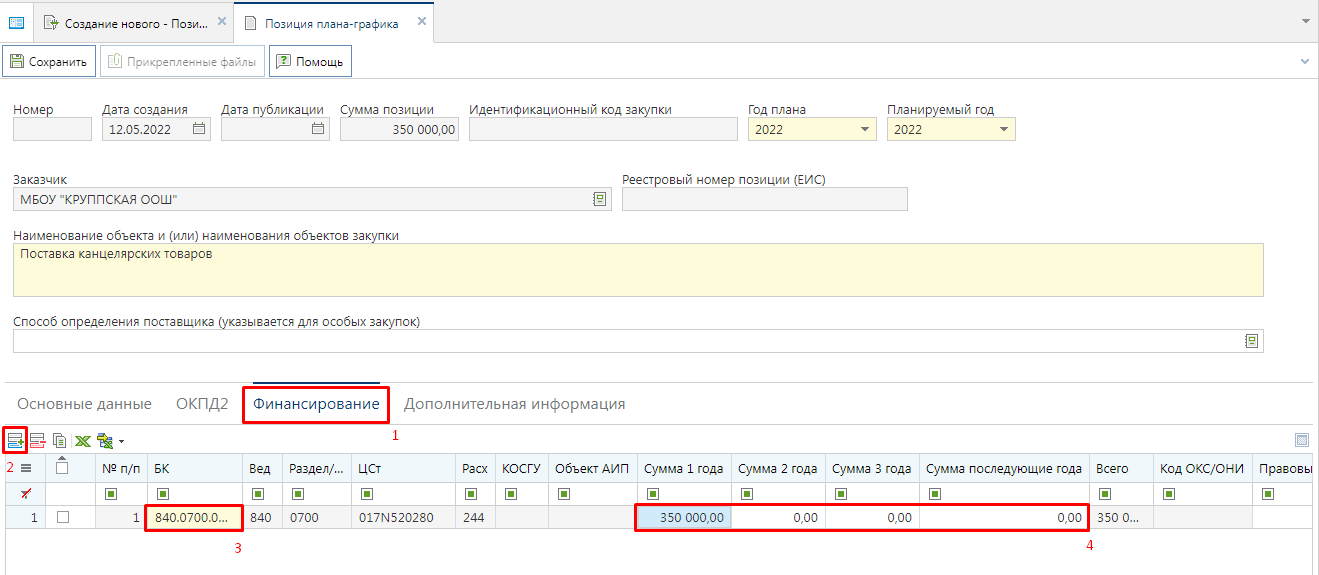 Создание нового - Пози... Позиция плана-графика
Сохранить Прикрепленные файлы Помощь
Номер Дата создания Дата публикации Сумма позиции Идентификационный код закупки Год плана Планируемый год
12.05.2022 350 000,00 2022 2022
Заказчик Реестровый номер позиции (ЕИС)
МБОУ "КРУППСКАЯ ООШ"
Наименование объекта и (или) наименования объектов закупки
Поставка канцелярских товаров
Способ определения поставщика (указывается для особых закупок)
Основные данные ОКПД2 Финансирование Дополнительная информация
1
2 № п/п БК Вед Раздел/... ЦСт Расх КОСГУ Объект АИП Сумма 1 года Сумма 2 года Сумма 3 года Сумма последующие года Всего Код ОКС/ОНИ Правовы
1 1 840.0700.0... 840 0700 017N520280 244 350 000,00 0,00 0,00 0,00 350 0...
3 4